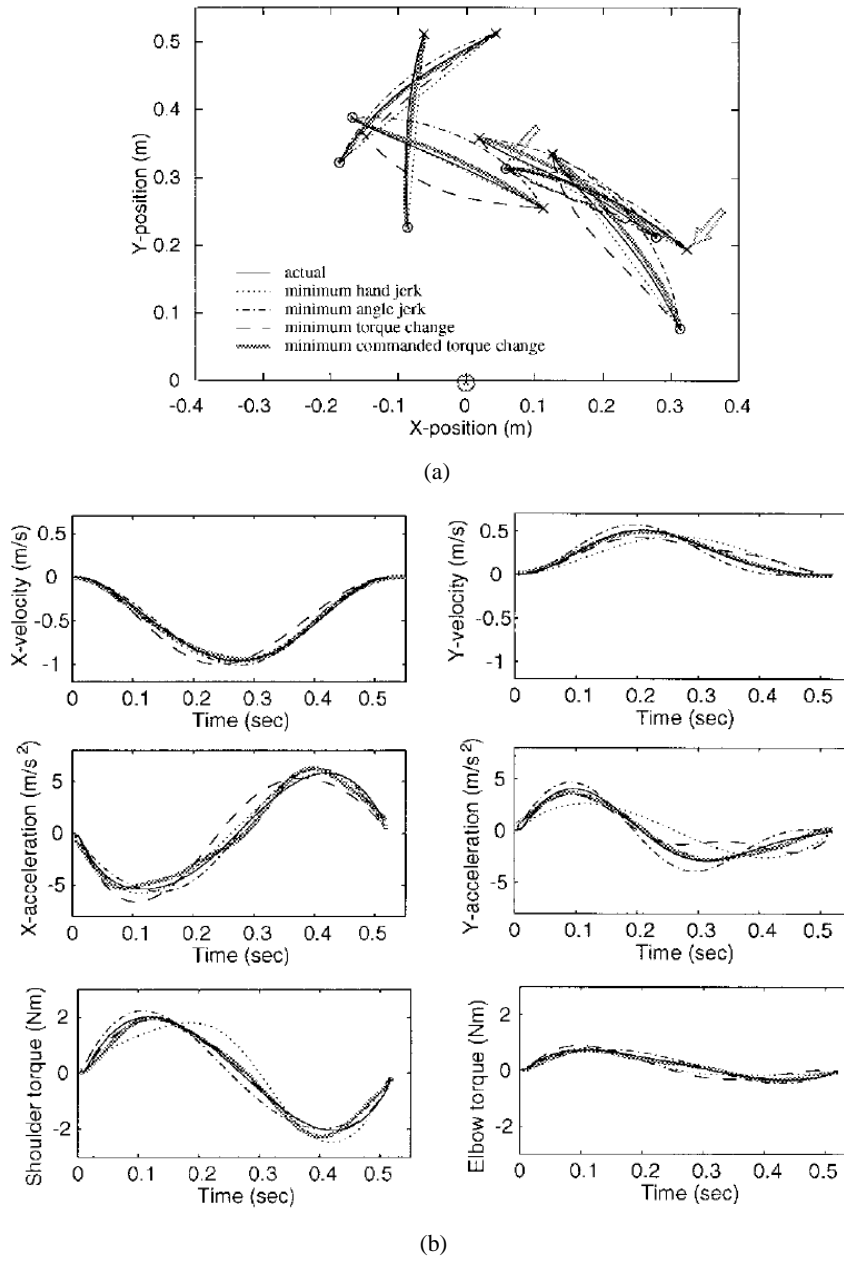 0.5
0.4
0.3
0.2
0.1
0
Y-position (m)
actual
minimum hand jerk
minimum angle jerk
minimum torque change
minimum commanded torque change
-0.4 -0.3 -0.2 -0.1 0 0.1 0.2 0.3 0.4
X-position (m)
(a)
X-velocity (m/s)
0.5
0
-0.5
-1
0 0.1 0.2 0.3 0.4 0.5
Time (sec)
Y-velocity (m/s)
0.5
0
-0.5
-1
0 0.1 0.2 0.3 0.4 0.5
Time (sec)
X-acceleration (m/s²)
5
0
-5
0 0.1 0.2 0.3 0.4 0.5
Time (sec)
Y-acceleration (m/s²)
5
0
-5
0 0.1 0.2 0.3 0.4 0.5
Time (sec)
Shoulder torque (Nm)
2
0
-2
0 0.1 0.2 0.3 0.4 0.5
Time (sec)
Elbow torque (Nm)
2
0
-2
0 0.1 0.2 0.3 0.4 0.5
Time (sec)
(b)